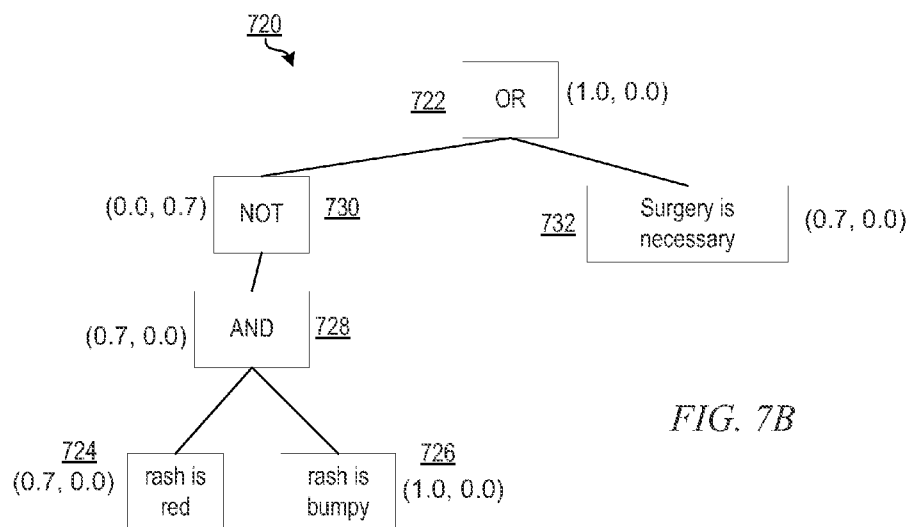 720
722
OR
(1.0, 0.0)
(0.0, 0.7)
NOT
730
732
Surgery is
necessary
(0.7, 0.0)
(0.7, 0.0)
AND
728
FIG. 7B
724
(0.7, 0.0)
rash is
red
rash is
bumpy
726
(1.0, 0.0)